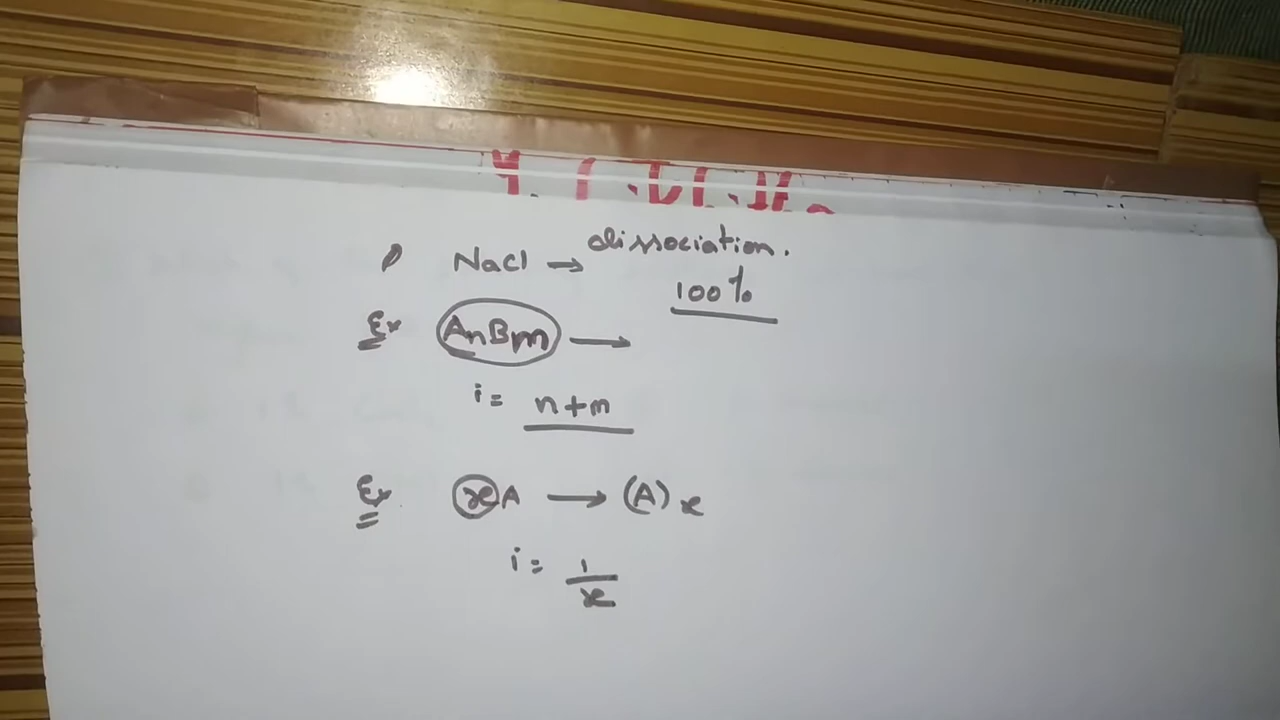 NaCl → dissociation.
100%
Ex AnBm →
i = n+m
Ex xA → (A)x
i = 1/x